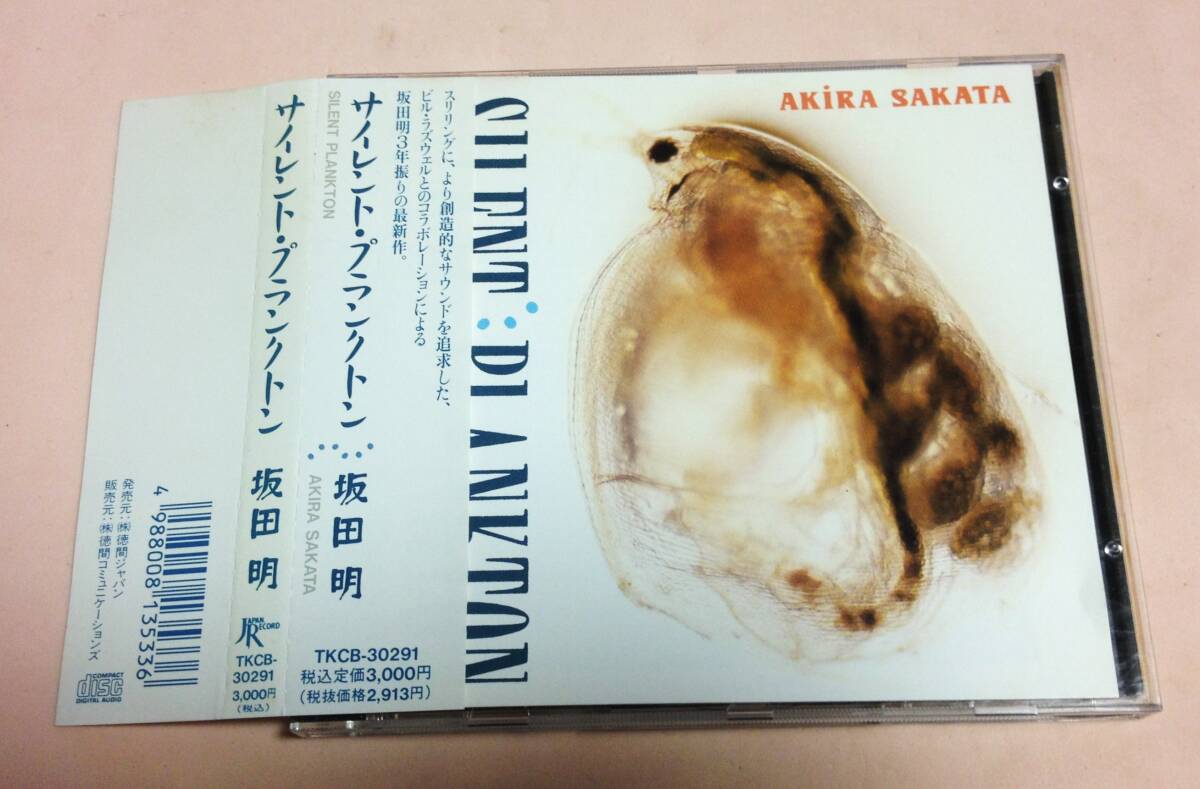 発売元：㈱徳間ジャパン
販売元：㈱徳間コミュニケーションズ
COMPACT
disc
DIGITAL AUDIO
4 988008 135336
サイレント・プランクトン 坂田 明
JAPAN RECORD
TKCB-
30291
3,000円
(税込)
SILENT PLANKTON
サイレント・プランクトン 坂田 明
AKIRA SAKATA
TKCB-30291
税込定価3,000円
(税抜価格2,913円)
スリリングに、より創造的なサウンドを追求した、
ビル・ラズウェルとのコラボレーションによる
坂田明3年振りの最新作。
SILENT PLANKTON
AKIRA SAKATA